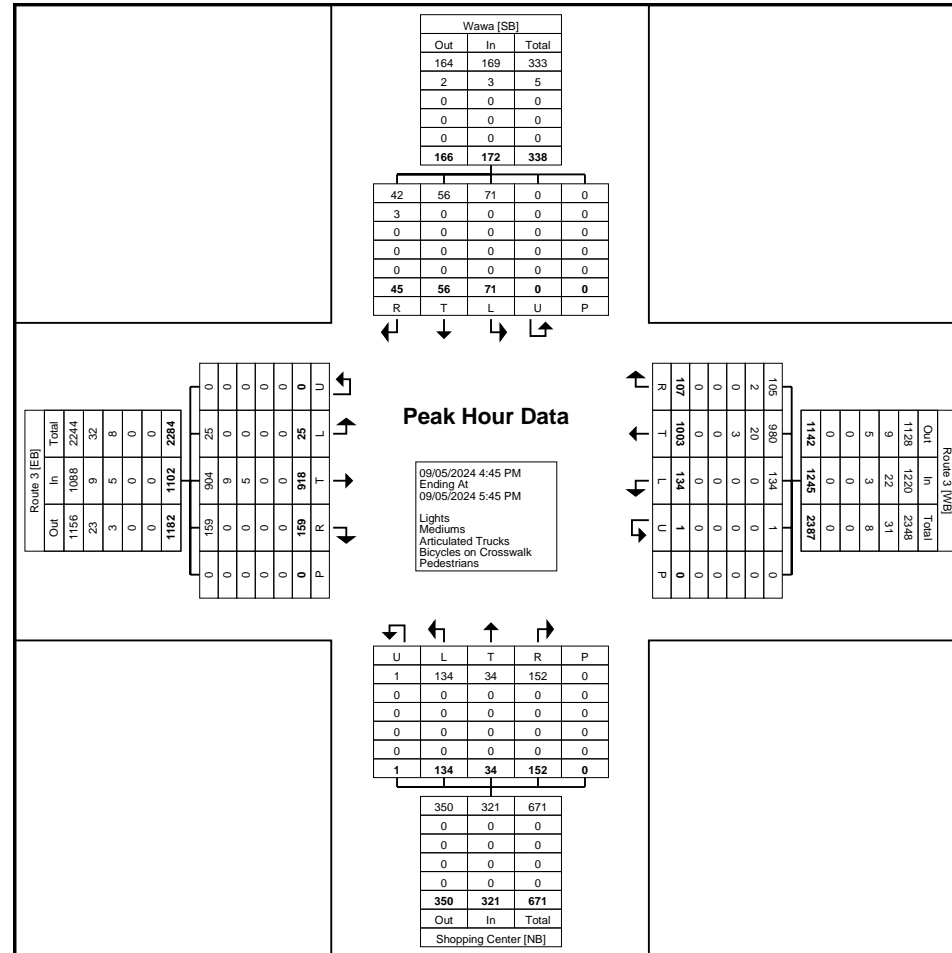 Wawa [SB]
Out In Total
164 169 333
2 3 5
0 0 0
0 0 0
0 0 0
166 172 338
42 56 71 0 0
3 0 0 0 0
0 0 0 0 0
0 0 0 0 0
0 0 0 0 0
45 56 71 0 0
R T L U P
Route 3 [EB]
Total In Out
2244 1088 1156
32 9 23
8 5 3
0 0 0
0 0 0
2284 1102 1182
0 25 904 159 0
0 0 9 0 0
0 0 5 0 0
0 0 0 0 0
0 0 0 0 0
0 25 918 159 0
U L T R P
Peak Hour Data
09/05/2024 4:45 PM
Ending At
09/05/2024 5:45 PM
Lights
Mediums
Articulated Trucks
Bicycles on Crosswalk
Pedestrians
Route 3 [WB]
Out In Total
1128 1220 2348
9 22 31
5 3 8
0 0 0
0 0 0
1142 1245 2387
105 980 134 1 0
2 20 0 0 0
0 3 0 0 0
0 0 0 0 0
0 0 0 0 0
107 1003 134 1 0
R T L U P
U L T R P
1 134 34 152 0
0 0 0 0 0
0 0 0 0 0
0 0 0 0 0
0 0 0 0 0
1 134 34 152 0
350 321 671
0 0 0
0 0 0
0 0 0
0 0 0
350 321 671
Out In Total
Shopping Center [NB]